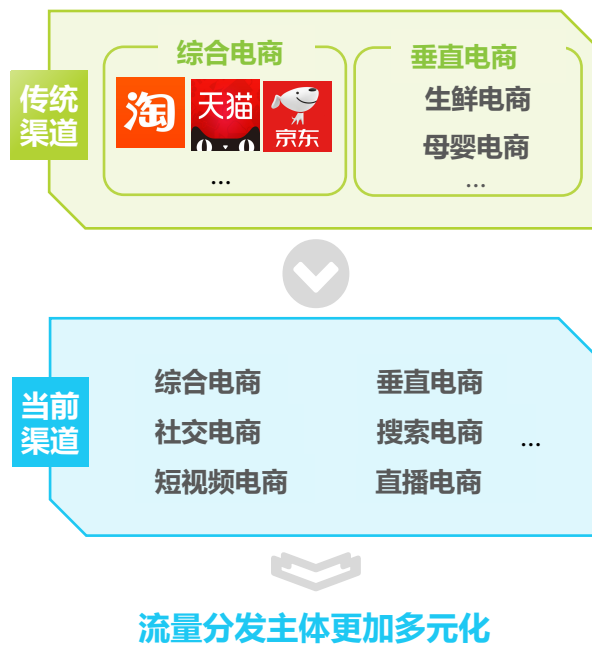 传统
渠道
综合电商
淘
天猫
京东
...
垂直电商
生鲜电商
母婴电商
...
当前
渠道
综合电商
垂直电商
社交电商
搜索电商
...
短视频电商
直播电商
流量分发主体更加多元化